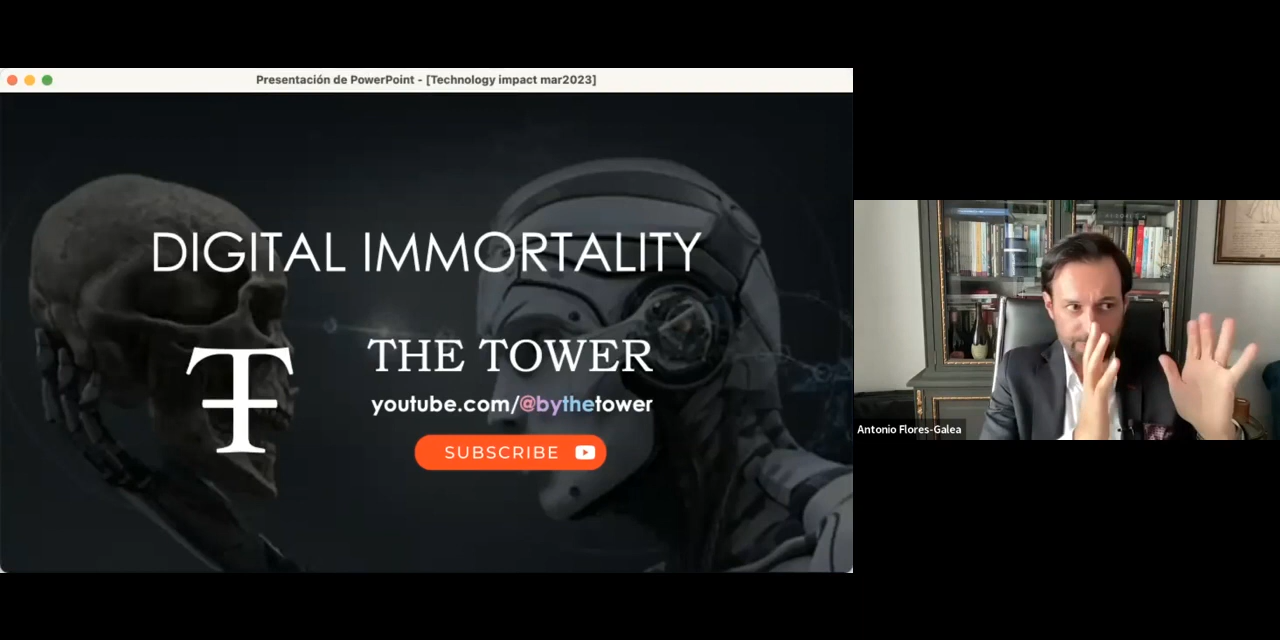 Presentación de PowerPoint - [Technology impact mar2023]
DIGITAL IMMORTALITY
T
THE TOWER
youtube.com/@bythetower
SUBSCRIBE
Antonio Flores-Galea